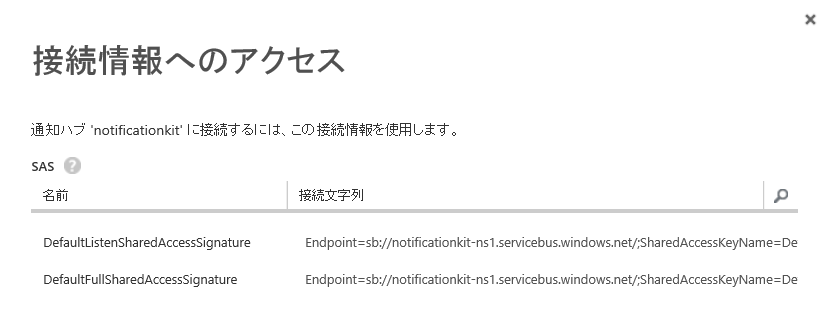 接続情報へのアクセス
通知ハブ 'notificationkit' に接続するには、この接続情報を使用します。
SAS ?
名前 接続文字列
DefaultListenSharedAccessSignature Endpoint=sb://notificationkit-ns1.servicebus.windows.net/;SharedAccessKeyName=De
DefaultFullSharedAccessSignature Endpoint=sb://notificationkit-ns1.servicebus.windows.net/;SharedAccessKeyName=De